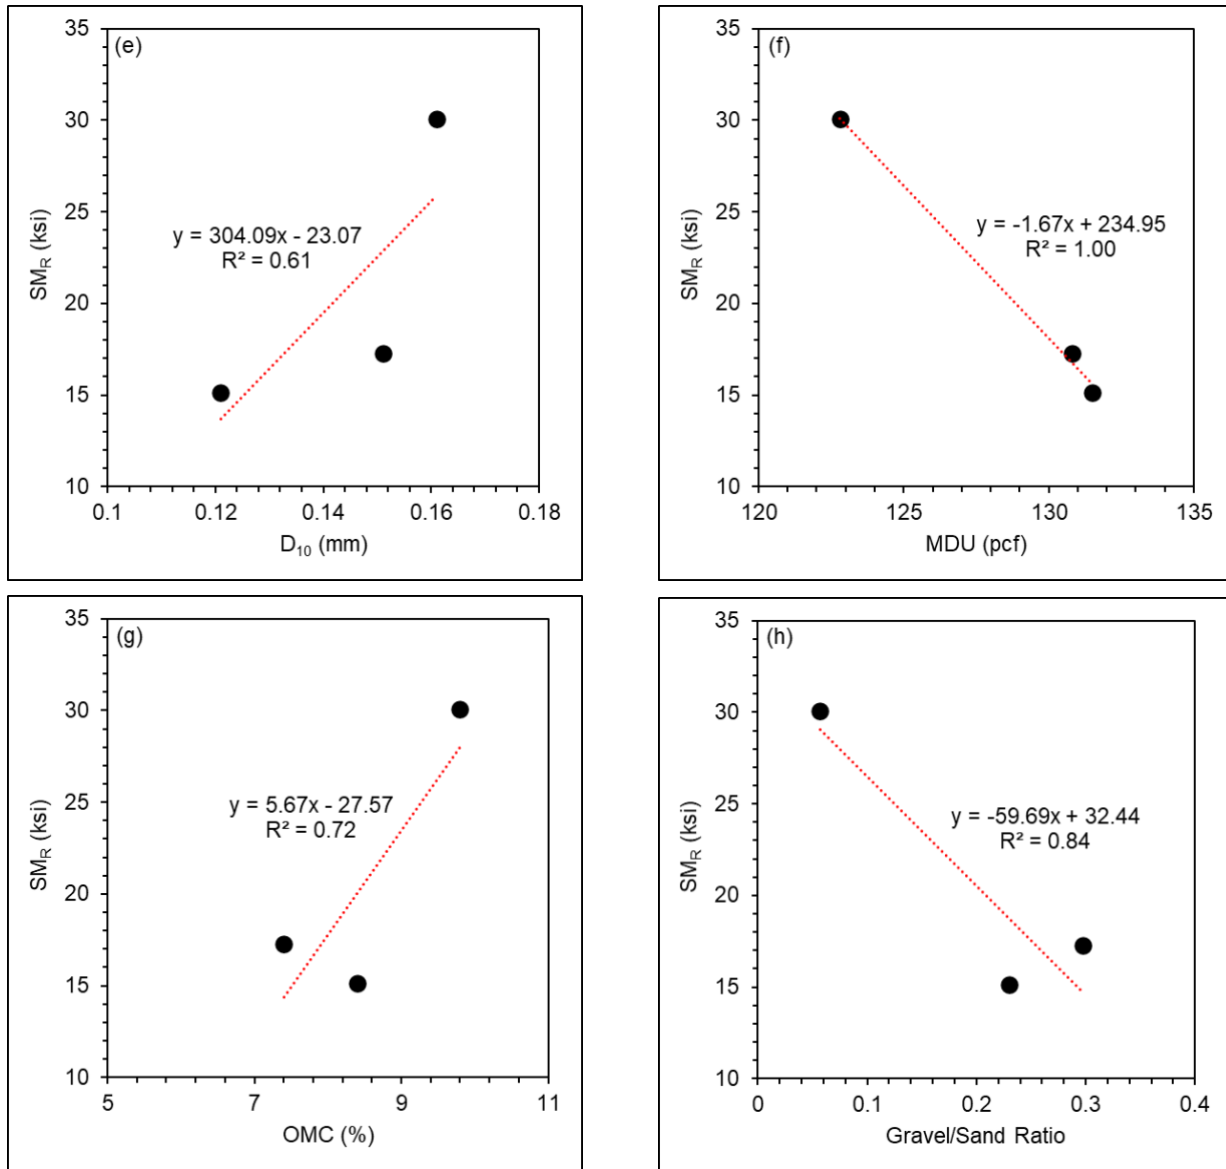 (e)
35
30
25
20
15
10
SMR (ksi)
y = 304.09x - 23.07
R² = 0.61
0.1 0.12 0.14 0.16 0.18
D10 (mm)
(f)
35
30
25
20
15
10
SMR (ksi)
y = -1.67x + 234.95
R² = 1.00
120 125 130 135
MDU (pcf)
(g)
35
30
25
20
15
10
SMR (ksi)
y = 5.67x - 27.57
R² = 0.72
5 7 9 11
OMC (%)
(h)
35
30
25
20
15
10
SMR (ksi)
y = -59.69x + 32.44
R² = 0.84
0 0.1 0.2 0.3 0.4
Gravel/Sand Ratio